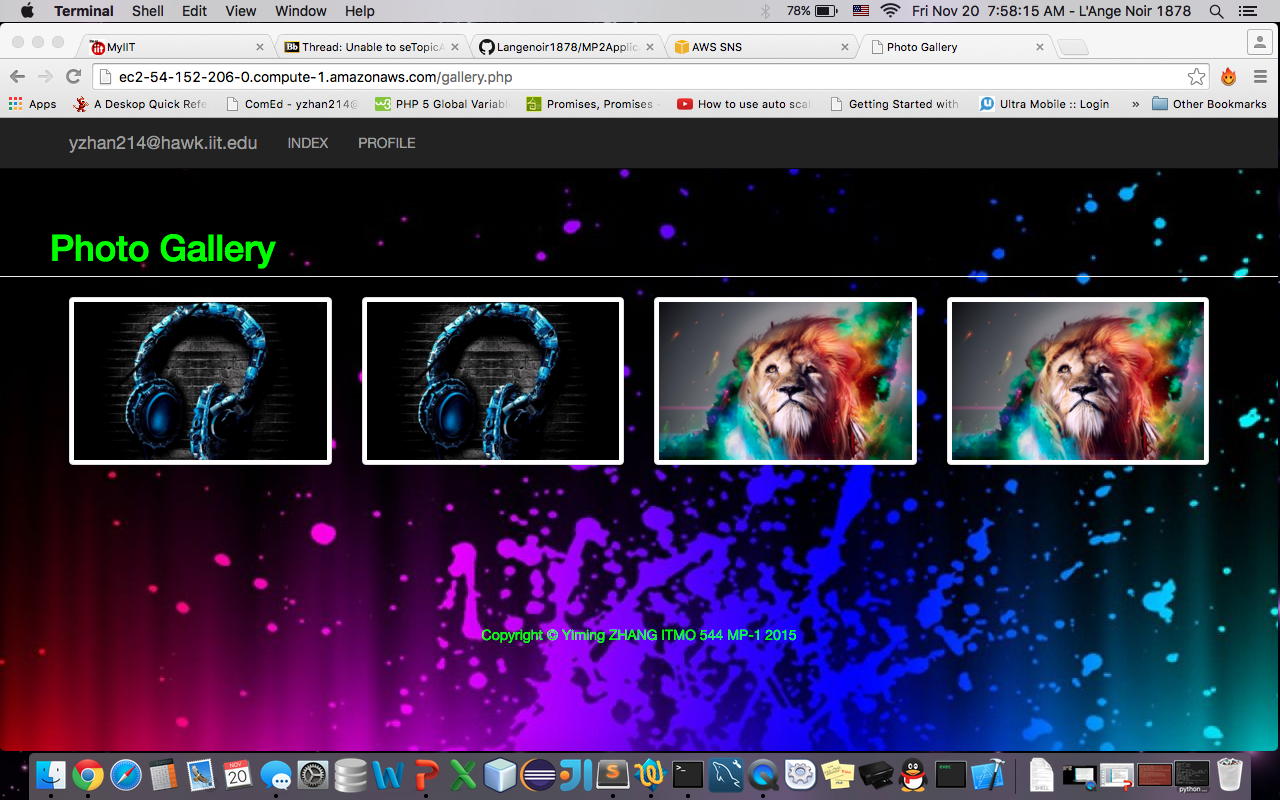 Terminal Shell Edit View Window Help 78% Fri Nov 20 7:58:15 AM - L'Ange Noir 1878
MyIIT Bb Thread: Unable to seTopicA Langenoir1878/MP2Applic AWS SNS Photo Gallery
ec2-54-152-206-0.compute-1.amazonaws.com/gallery.php
Apps A Deskop Quick Refe ComEd - yzhan214@ PHP 5 Global Variabl Promises, Promises - How to use auto scal Getting Started with Ultra Mobile :: Login » Other Bookmarks
yzhan214@hawk.iit.edu INDEX PROFILE
Photo Gallery
Copyright © Yiming ZHANG ITMO 544 MP-1 2015
NOV
20